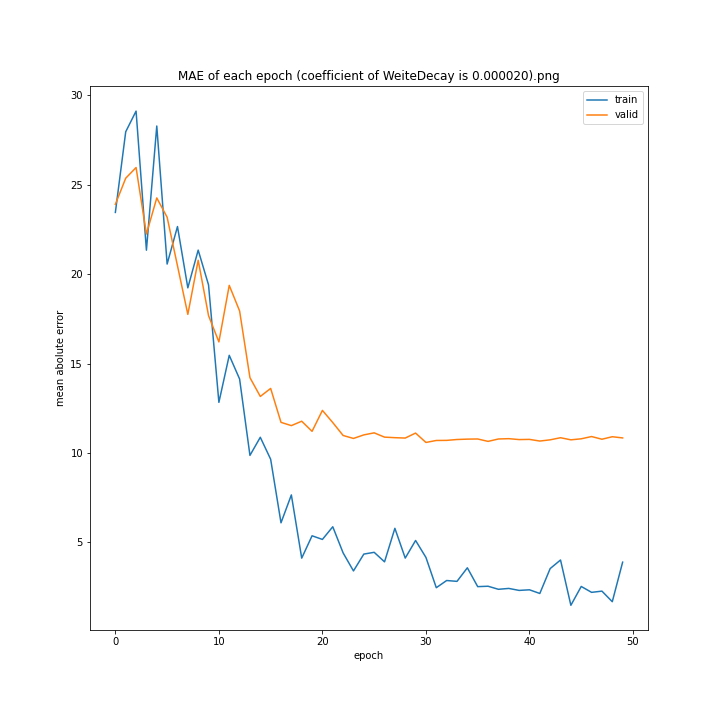 MAE of each epoch (coefficient of WeiteDecay is 0.000020).png
train
valid
30
25
20
15
10
5
mean abolute error
0
10
20
30
40
50
epoch